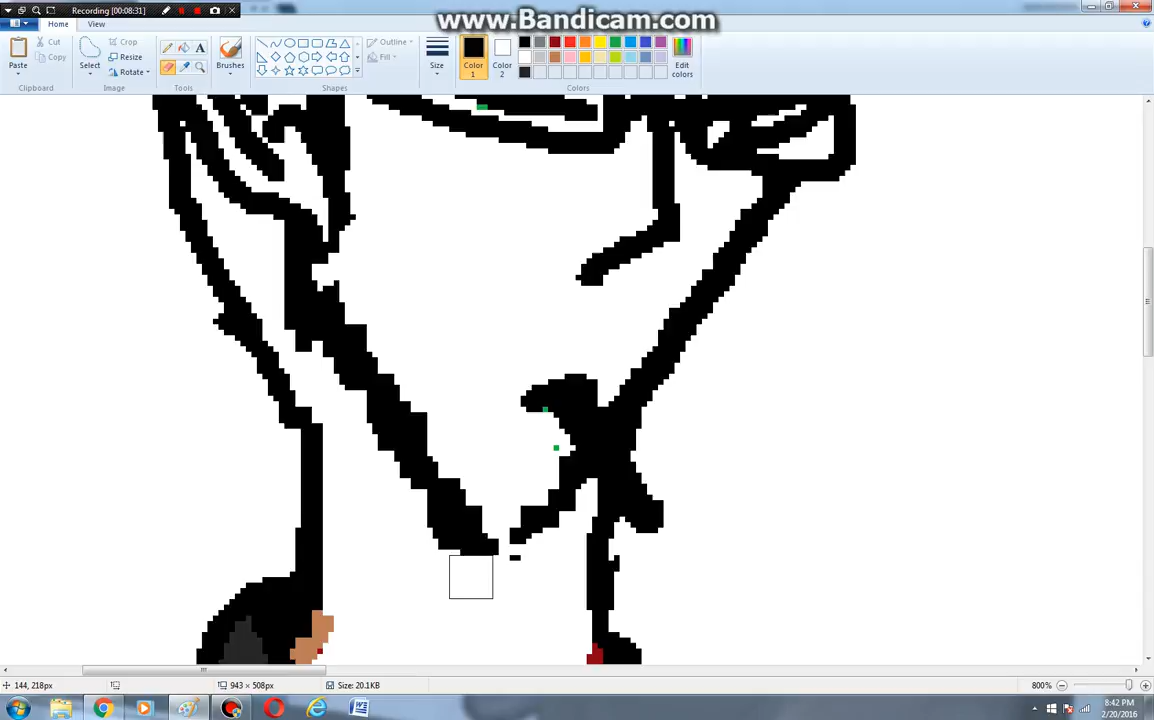 Recording [00:08:31]
www.Bandicam.com
Home
View
Paste
Cut
Copy
Clipboard
Select
Crop
Resize
Rotate
Image
Tools
Brushes
Shapes
Outline
Fill
Size
Color 1
Color 2
Edit colors
Colors
144, 218px
943 × 508px
Size: 20.1KB
800%
8:42 PM
2/20/2016